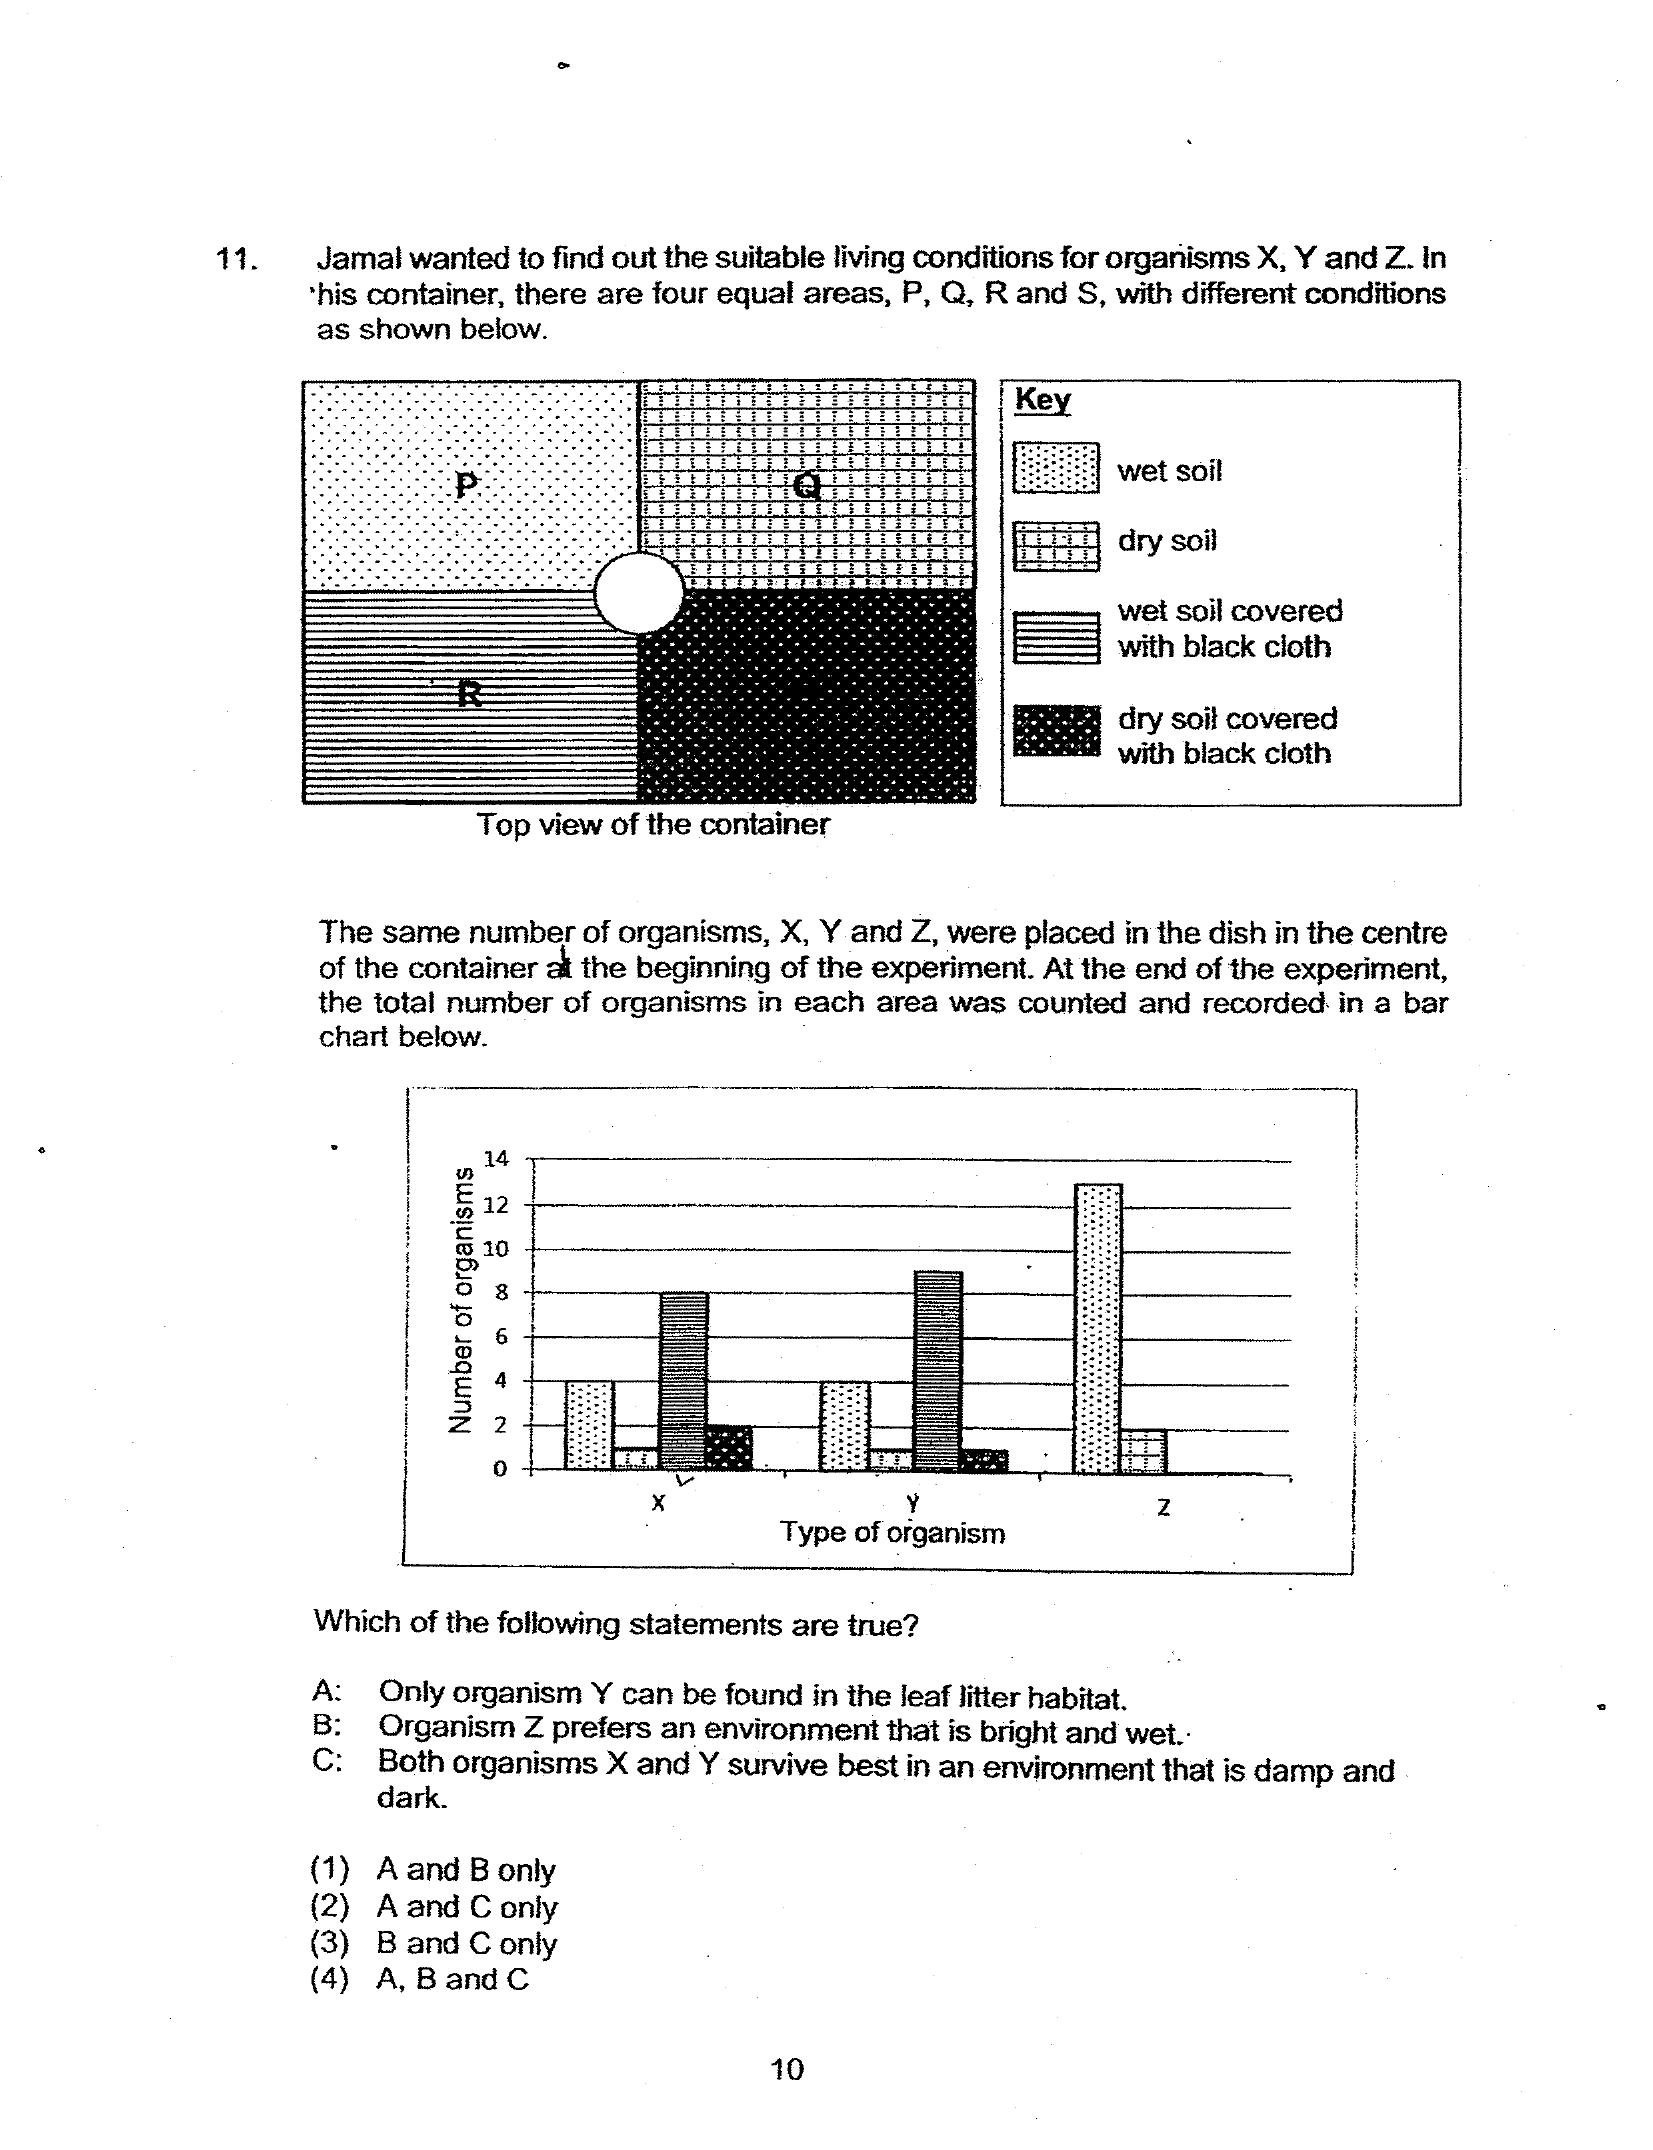 11. Jamal wanted to find out the suitable living conditions for organisms X, Y and Z. In
his container, there are four equal areas, P, Q, R and S, with different conditions
as shown below.
P
Q
R
Key
wet soil
dry soil
wet soil covered
with black cloth
dry soil covered
with black cloth
Top view of the container
The same number of organisms, X, Y and Z, were placed in the dish in the centre
of the container at the beginning of the experiment. At the end of the experiment,
the total number of organisms in each area was counted and recorded in a bar
chart below.
Number of organisms
14
12
10
8
6
4
2
0
X
Y
Z
Type of organism
Which of the following statements are true?
A: Only organism Y can be found in the leaf litter habitat.
B: Organism Z prefers an environment that is bright and wet.
C: Both organisms X and Y survive best in an environment that is damp and
dark.
(1) A and B only
(2) A and C only
(3) B and C only
(4) A, B and C
10